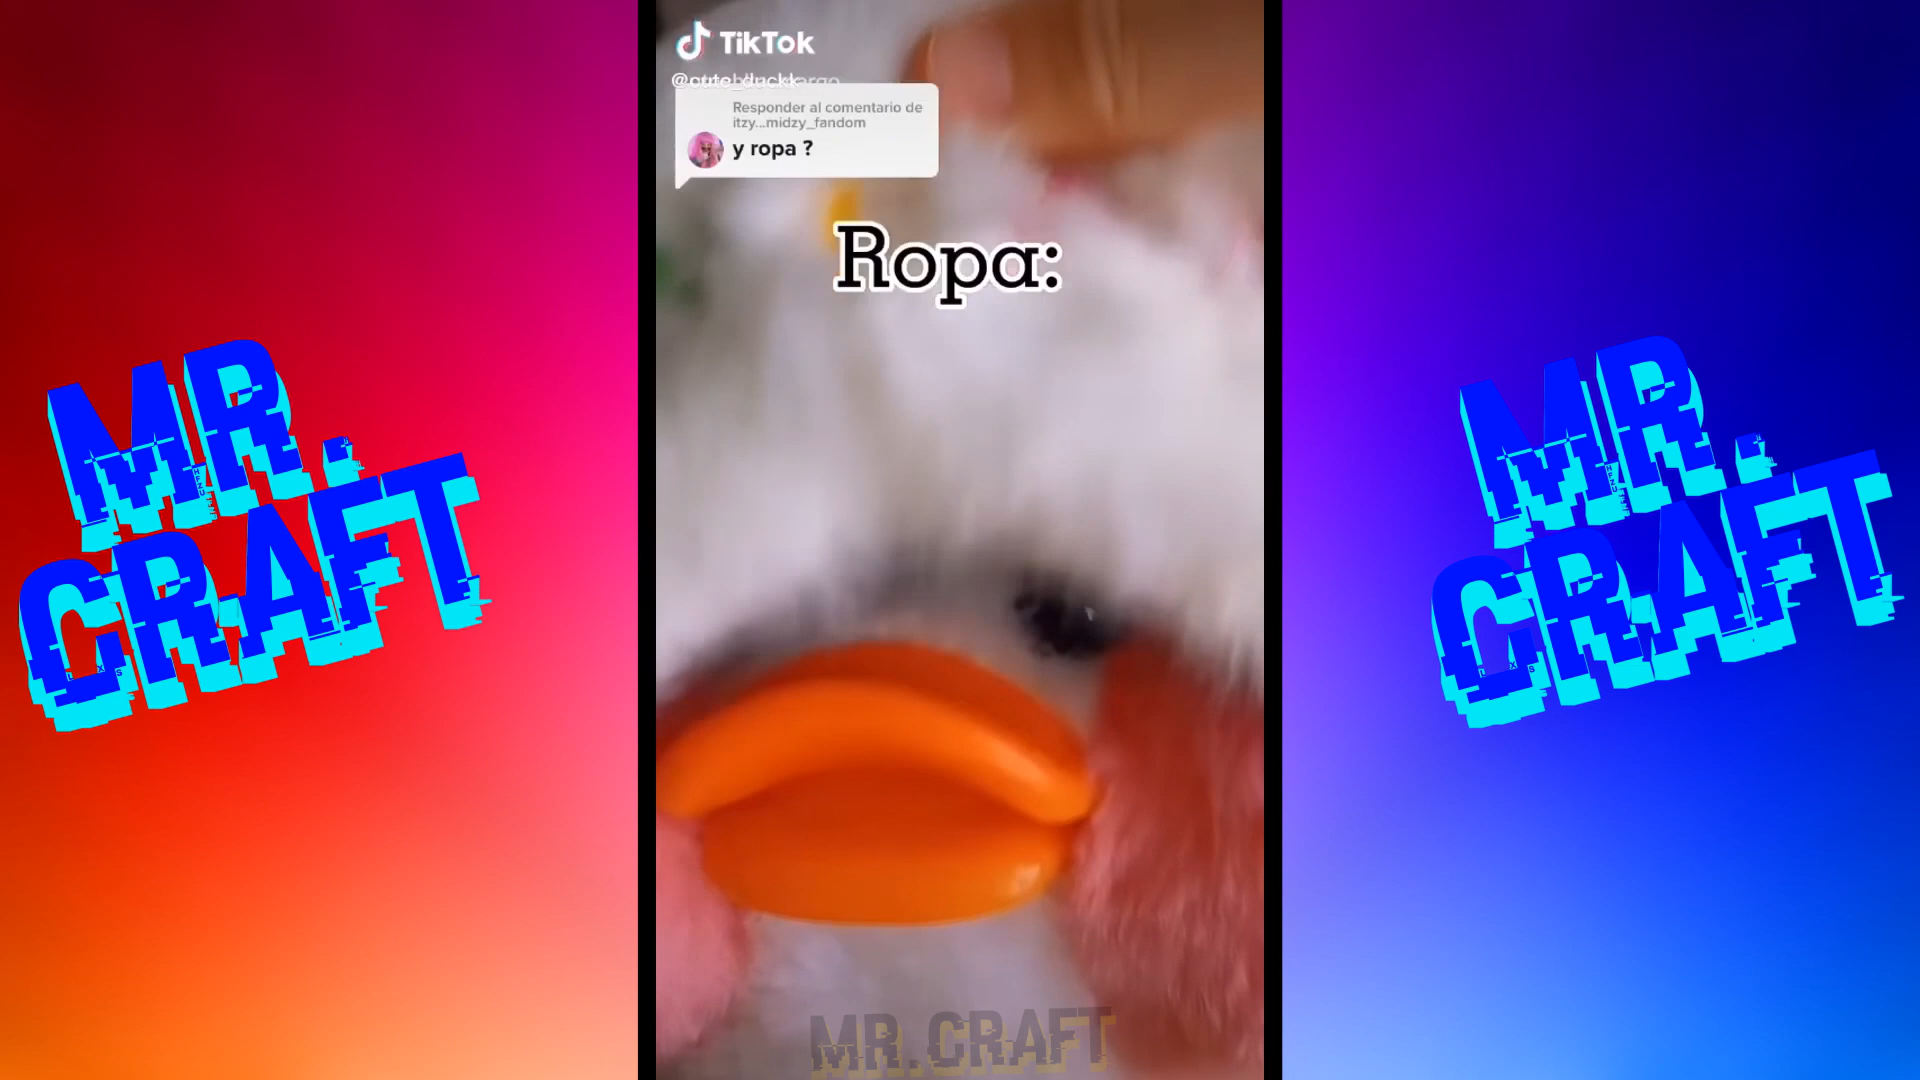 TikTok
Responder al comentario de
itzy...midzy_fandom
y ropa ?
Ropa:
MR.
CRAFT
MR.
CRAFT
MR.CRAFT